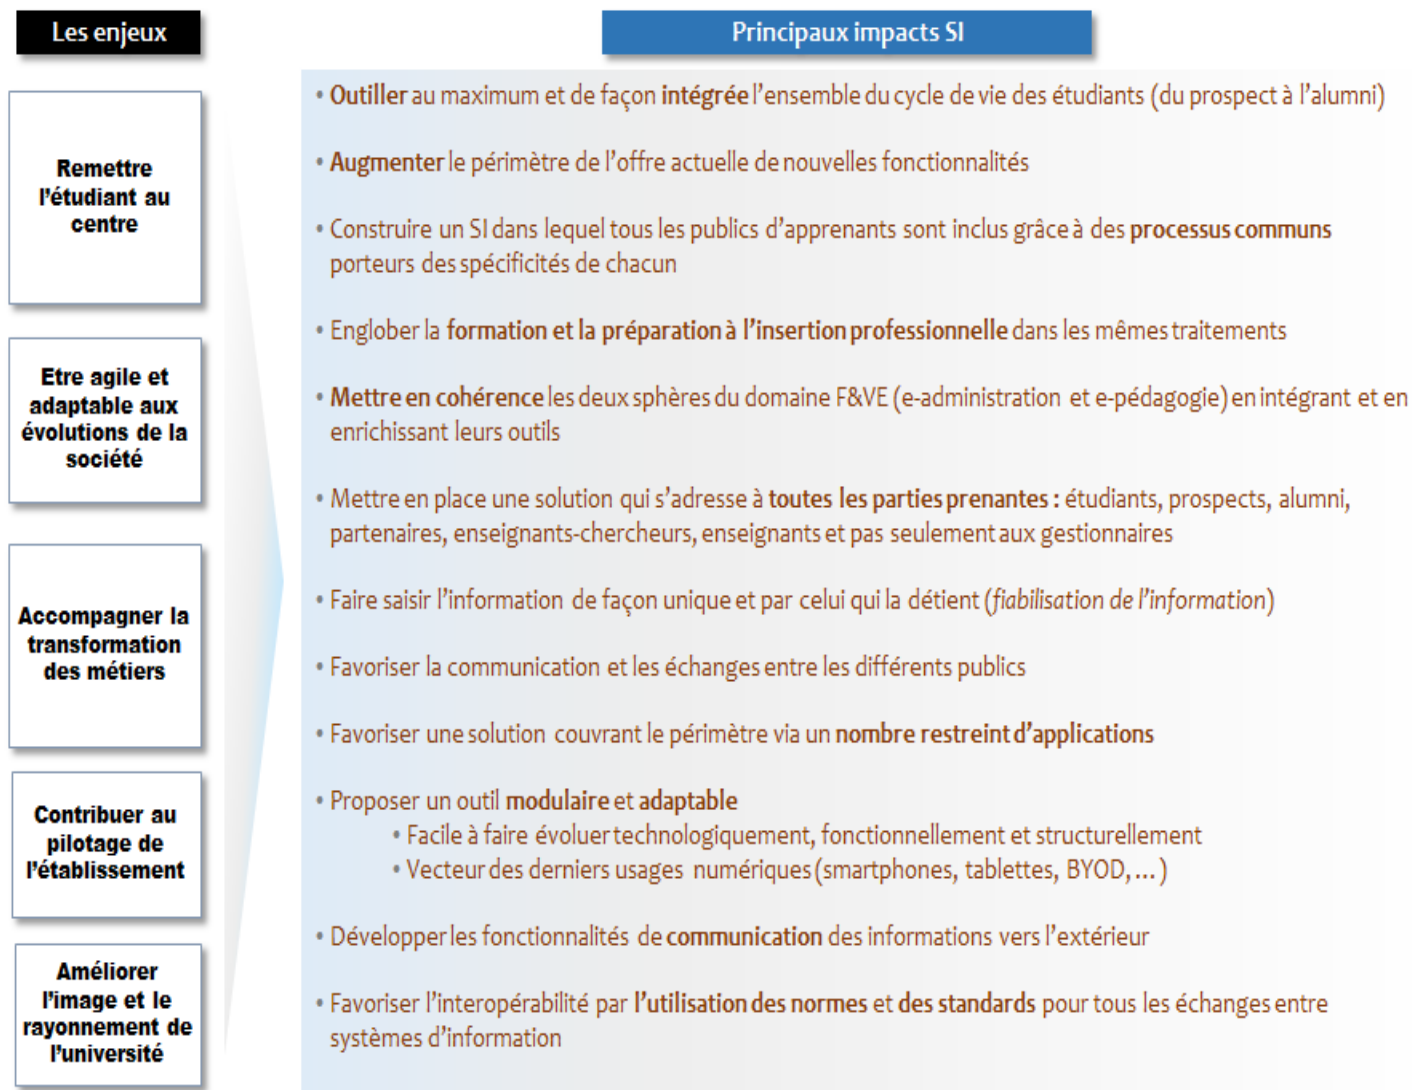 Les enjeux
Principaux impacts SI
Remettre
l'étudiant au
centre
Etre agile et
adaptable aux
évolutions de la
société
Accompagner la
transformation
des métiers
Contribuer au
pilotage de
l'établissement
Améliorer
l'image et le
rayonnement de
l'université
• Outiller au maximum et de façon intégrée l'ensemble du cycle de vie des étudiants (du prospect à l'alumni)
• Augmenter le périmètre de l'offre actuelle de nouvelles fonctionnalités
• Construire un SI dans lequel tous les publics d'apprenants sont inclus grâce à des processus communs
porteurs des spécificités de chacun
• Englober la formation et la préparation à l'insertion professionnelle dans les mêmes traitements
• Mettre en cohérence les deux sphères du domaine F&VE (e-administration et e-pédagogie) en intégrant et en
enrichissant leurs outils
• Mettre en place une solution qui s'adresse à toutes les parties prenantes : étudiants, prospects, alumni,
partenaires, enseignants-chercheurs, enseignants et pas seulement aux gestionnaires
• Faire saisir l'information de façon unique et par celui qui la détient (fiabilisation de l'information)
• Favoriser la communication et les échanges entre les différents publics
• Favoriser une solution couvrant le périmètre via un nombre restreint d'applications
• Proposer un outil modulaire et adaptable
• Facile à faire évoluer technologiquement, fonctionnellement et structurellement
• Vecteur des derniers usages numériques (smartphones, tablettes, BYOD, ... )
• Développer les fonctionnalités de communication des informations vers l'extérieur
• Favoriser l'interopérabilité par l'utilisation des normes et des standards pour tous les échanges entre
systèmes d'information